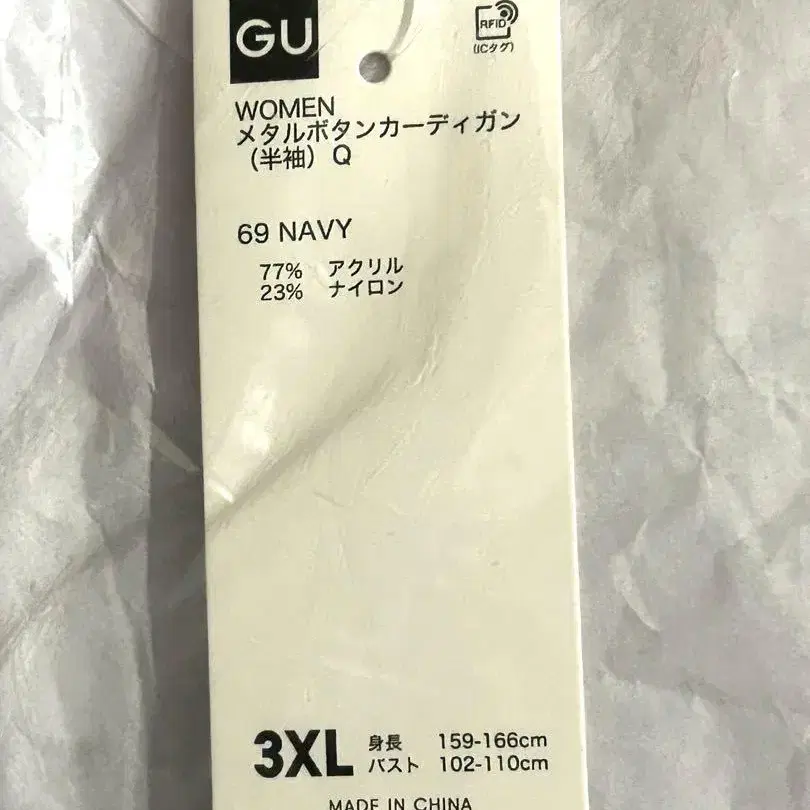 GU
RFID
(ICタグ)
WOMEN
メタルボタンカーディガン
（半袖）Q
69 NAVY
77% アクリル
23% ナイロン
3XL 身長 159-166cm
バスト 102-110cm
MADE IN CHINA